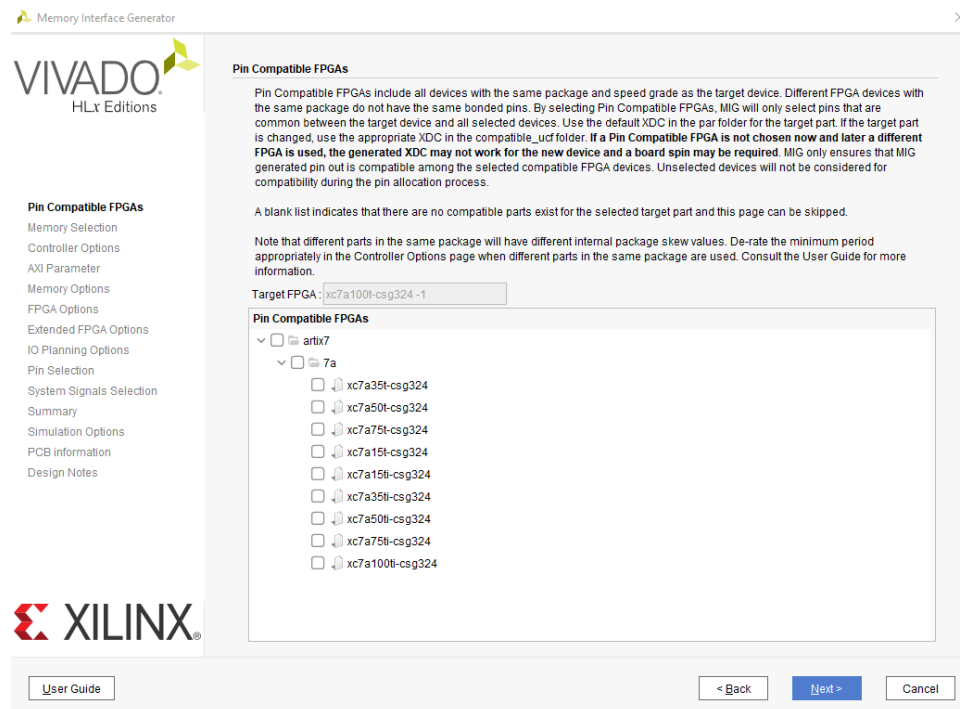 Memory Interface Generator
VIVADO.
HLx Editions
Pin Compatible FPGAs
Memory Selection
Controller Options
AXI Parameter
Memory Options
FPGA Options
Extended FPGA Options
IO Planning Options
Pin Selection
System Signals Selection
Summary
Simulation Options
PCB information
Design Notes
XILINX®
Pin Compatible FPGAs
Pin Compatible FPGAs include all devices with the same package and speed grade as the target device. Different FPGA devices with
the same package do not have the same bonded pins. By selecting Pin Compatible FPGAs, MIG will only select pins that are
common between the target device and all selected devices. Use the default XDC in the par folder for the target part. If the target part
is changed, use the appropriate XDC in the compatible_ucf folder. If a Pin Compatible FPGA is not chosen now and later a different
FPGA is used, the generated XDC may not work for the new device and a board spin may be required. MIG only ensures that MIG
generated pin out is compatible among the selected compatible FPGA devices. Unselected devices will not be considered for
compatibility during the pin allocation process.
A blank list indicates that there are no compatible parts exist for the selected target part and this page can be skipped.
Note that different parts in the same package will have different internal package skew values. De-rate the minimum period
appropriately in the Controller Options page when different parts in the same package are used. Consult the User Guide for more
information.
Target FPGA : xc7a100t-csg324 -1
Pin Compatible FPGAs
artix7
7a
xc7a35t-csg324
xc7a50t-csg324
xc7a75t-csg324
xc7a15t-csg324
xc7a15ti-csg324
xc7a35ti-csg324
xc7a50ti-csg324
xc7a75ti-csg324
xc7a100ti-csg324
User Guide
< Back
Next >
Cancel